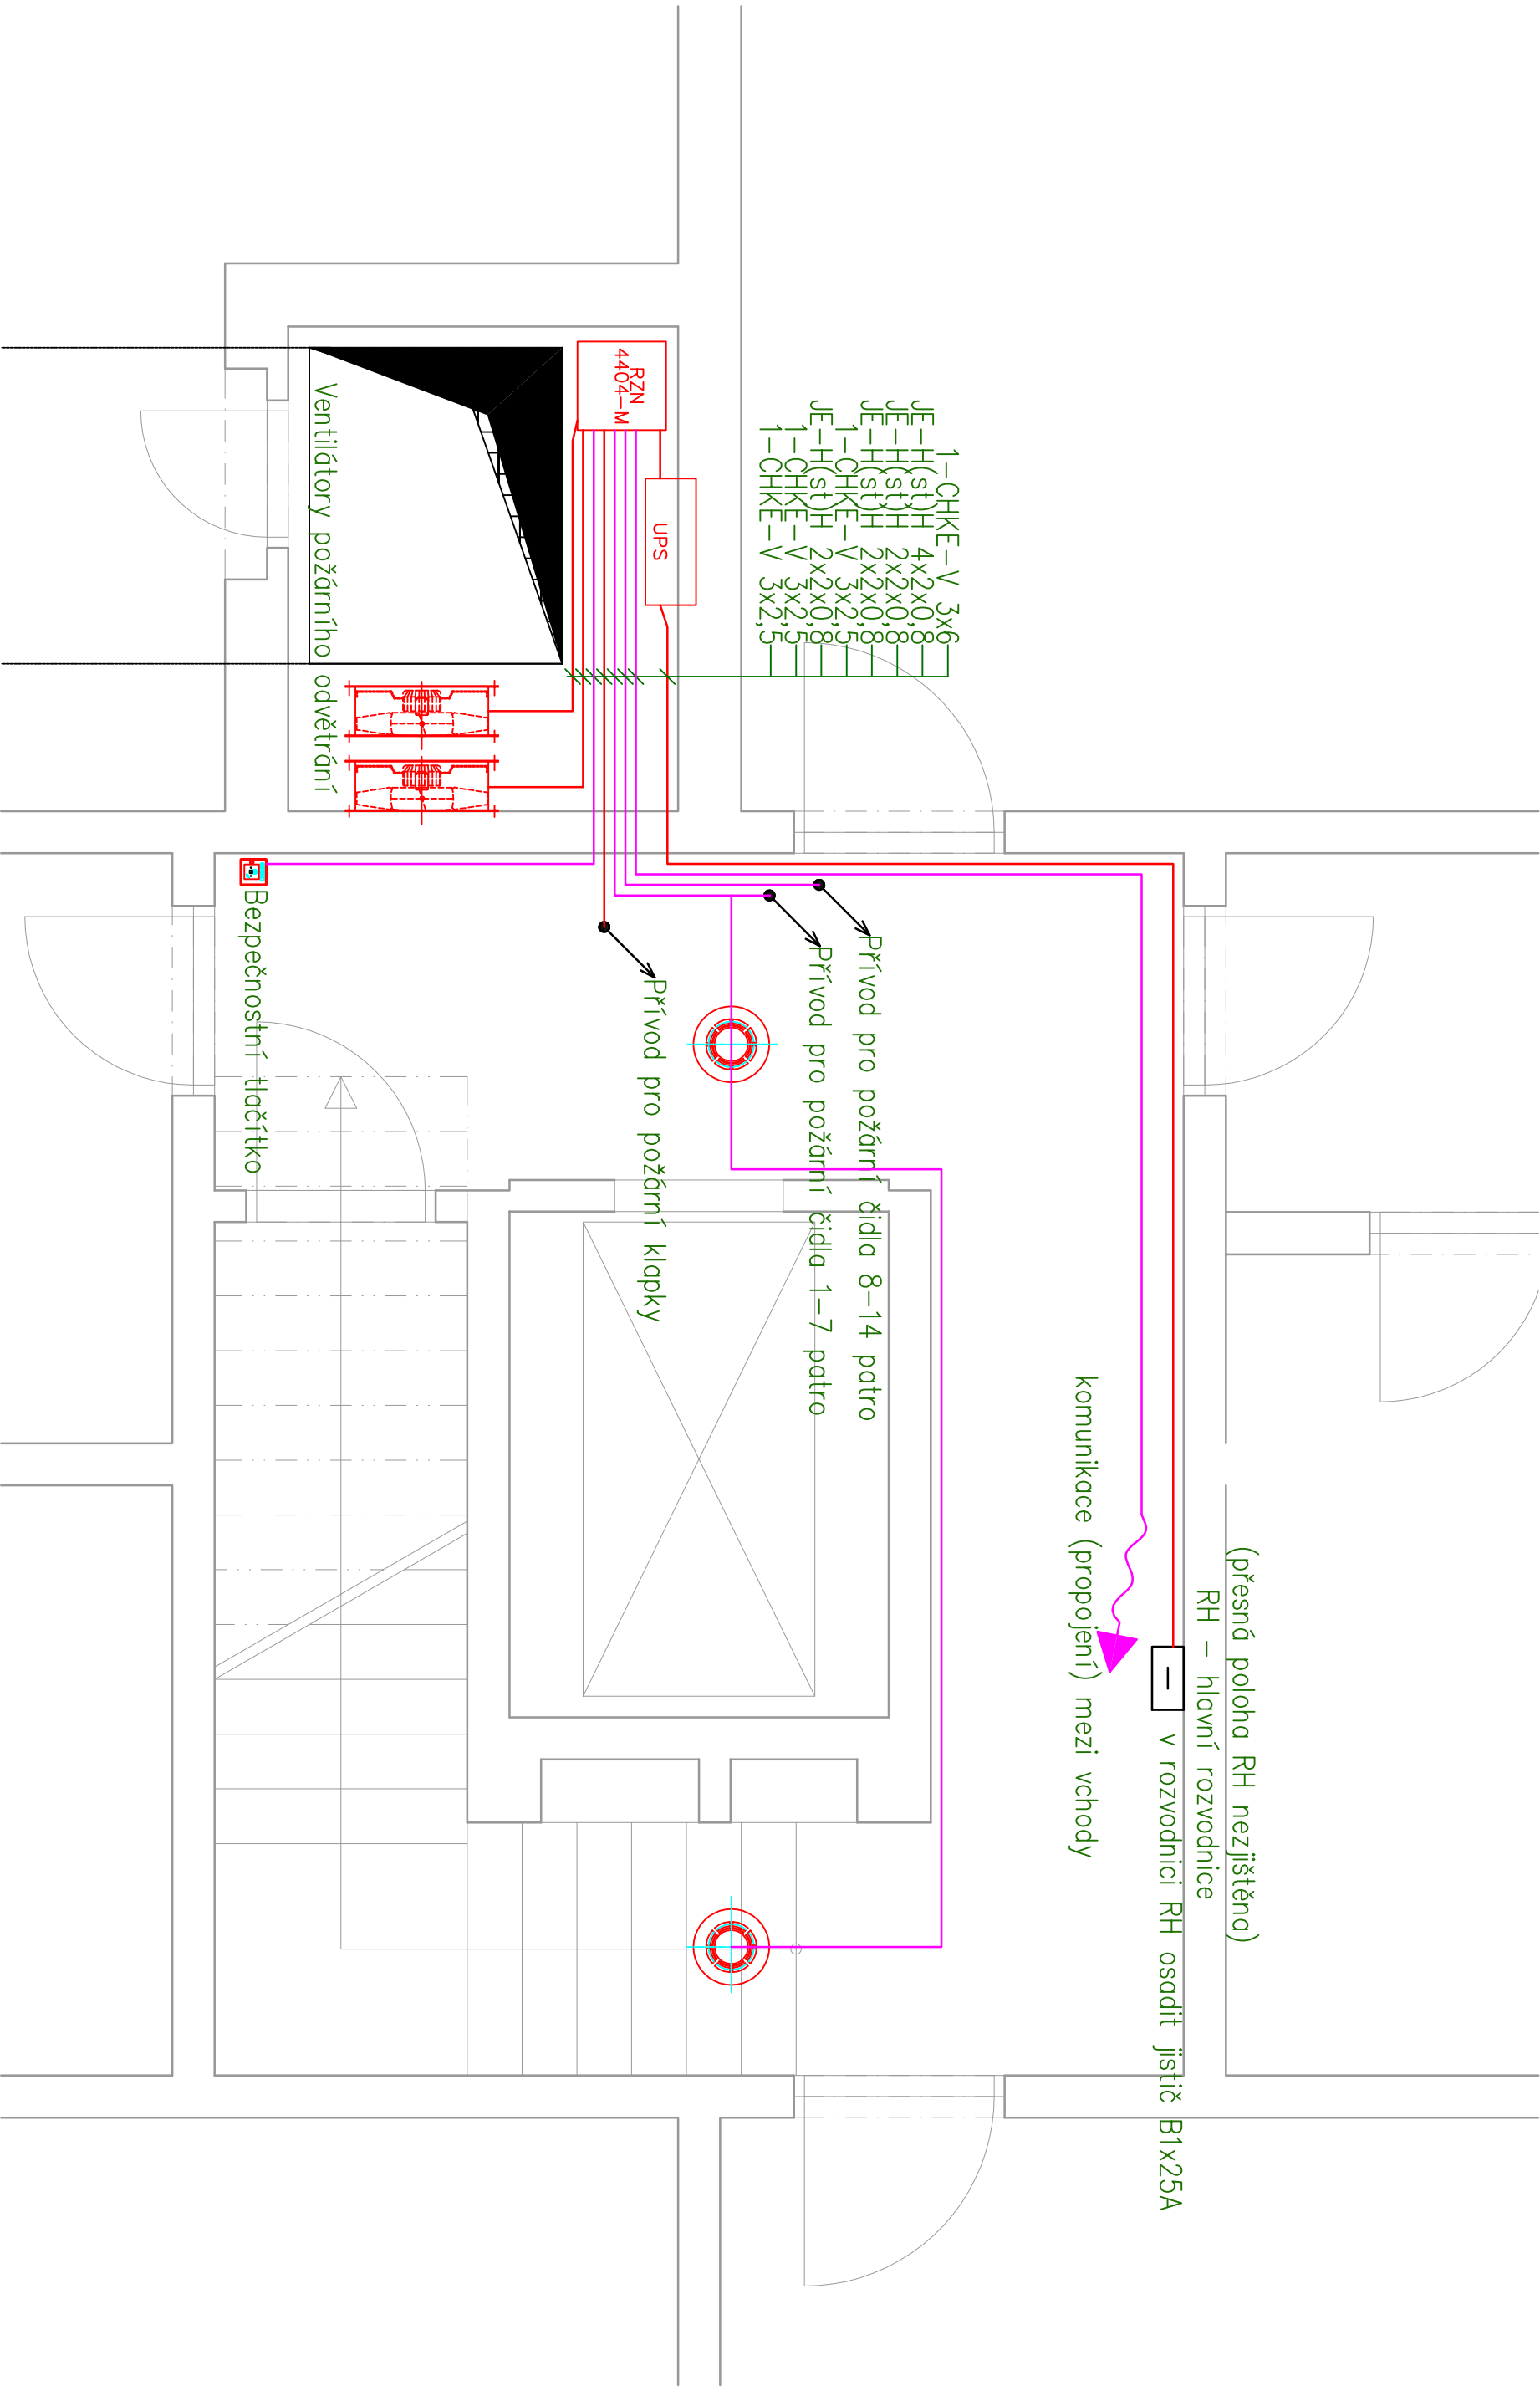 (přesná poloha RH nezjištěna)
RH – hlavní rozvodnice
v rozvodnici RH osadit jistič B1x25A
komunikace (propojení) mezi vchody
1-CHKE-V 3x6
JE-H(st)H 4x2x0,8
JE-H(st)H 2x2x0,8
JE-H(st)H 2x2x0,8
1-CHKE-V 3x2,5
JE-H(st)H 2x2x0,8
1-CHKE-V 3x2,5
1-CHKE-V 3x2,5
Přívod pro požární čidla 8-14 patro
Přívod pro požární čidla 1-7 patro
UPS
Přívod pro požární klapky
RZN
4404-M
Ventilátory požárního odvětrání
Bezpečnostní tlačítko